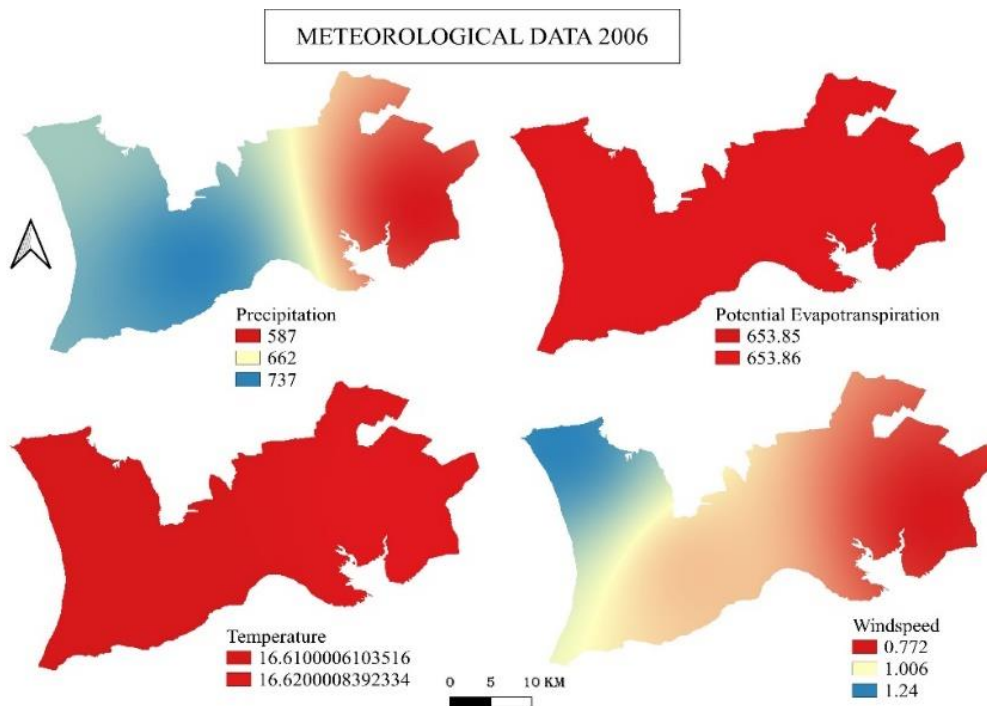 METEOROLOGICAL DATA 2006
Precipitation
587
662
737
Potential Evapotranspiration
653.85
653.86
Temperature
16.6100006103516
16.6200008392334
0 5 10 KM
Windspeed
0.772
1.006
1.24